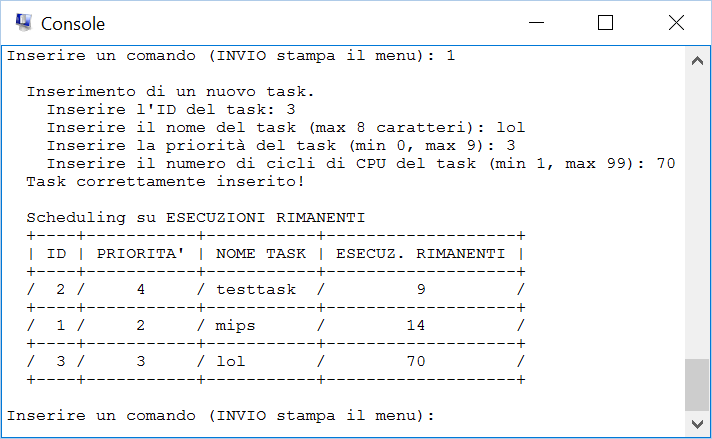 Console
Inserire un comando (INVIO stampa il menu): 1
Inserimento di un nuovo task.
Inserire l'ID del task: 3
Inserire il nome del task (max 8 caratteri): lol
Inserire la priorità del task (min 0, max 9): 3
Inserire il numero di cicli di CPU del task (min 1, max 99): 70
Task correttamente inserito!
Scheduling su ESECUZIONI RIMANENTI
+----+-----------+-----------+-------------------+
| ID | PRIORITA' | NOME TASK | ESECUZ. RIMANENTI |
+----+-----------+-----------+-------------------+
/  2 /     4     / testtask  /         9         /
+----+-----------+-----------+-------------------+
/  1 /     2     / mips      /        14         /
+----+-----------+-----------+-------------------+
/  3 /     3     / lol       /        70         /
+----+-----------+-----------+-------------------+
Inserire un comando (INVIO stampa il menu):